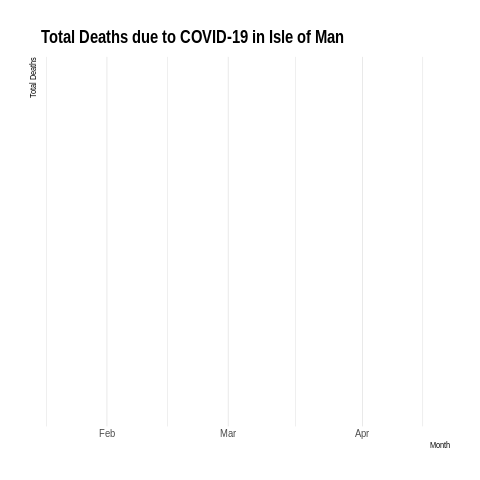 Total Deaths due to COVID-19 in Isle of Man
Total Deaths
Feb Mar Apr
Month